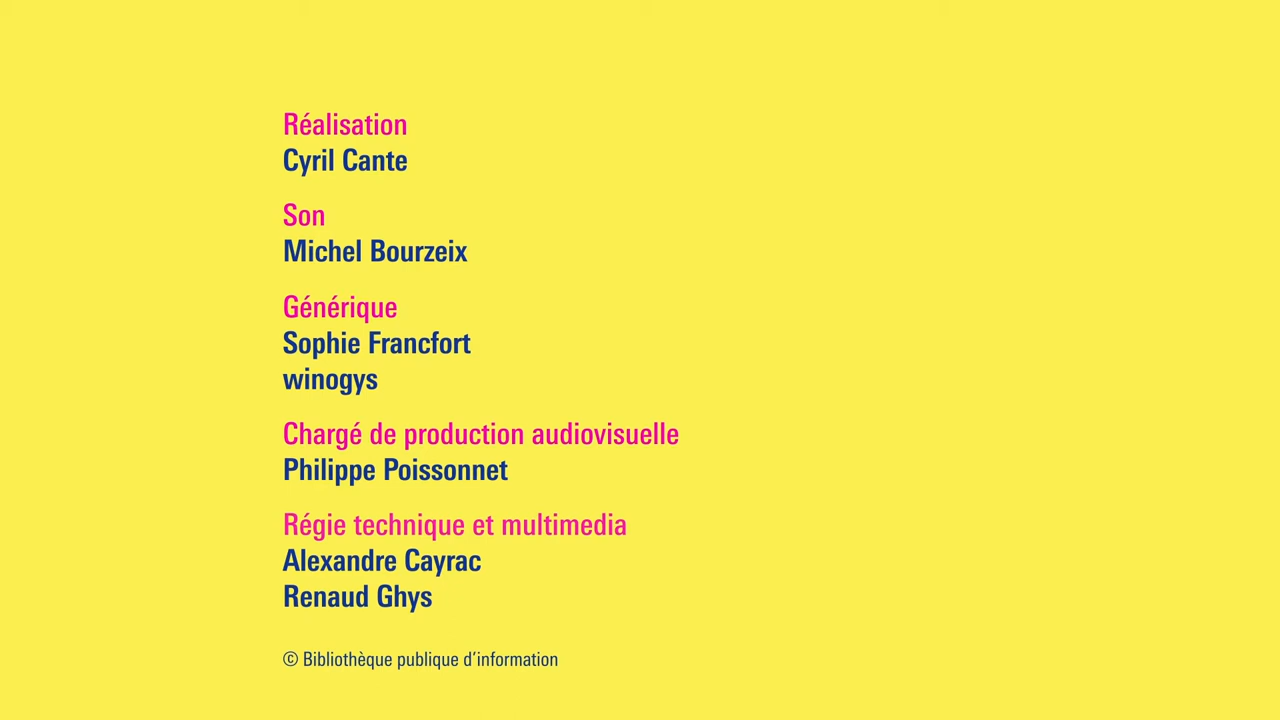 Réalisation
Cyril Cante
Son
Michel Bourzeix
Générique
Sophie Francfort
winogys
Chargé de production audiovisuelle
Philippe Poissonnet
Régie technique et multimedia
Alexandre Cayrac
Renaud Ghys
© Bibliothèque publique d’information